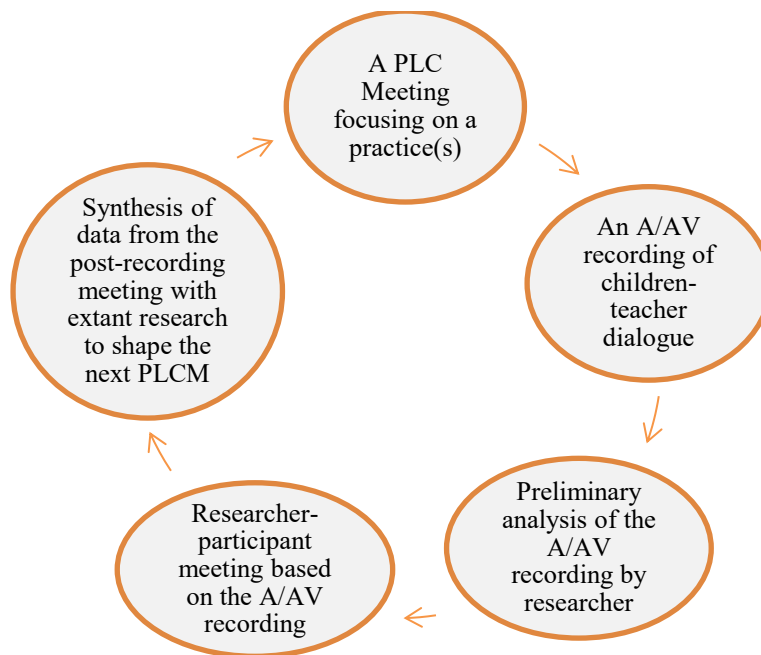 A PLC
Meeting
focusing on a
practice(s)
An A/AV
recording of
children-
teacher
dialogue
Preliminary
analysis of the
A/AV
recording by
researcher
Researcher-
participant
meeting based
on the A/AV
recording
Synthesis of
data from the
post-recording
meeting with
extant research
to shape the
next PLCM